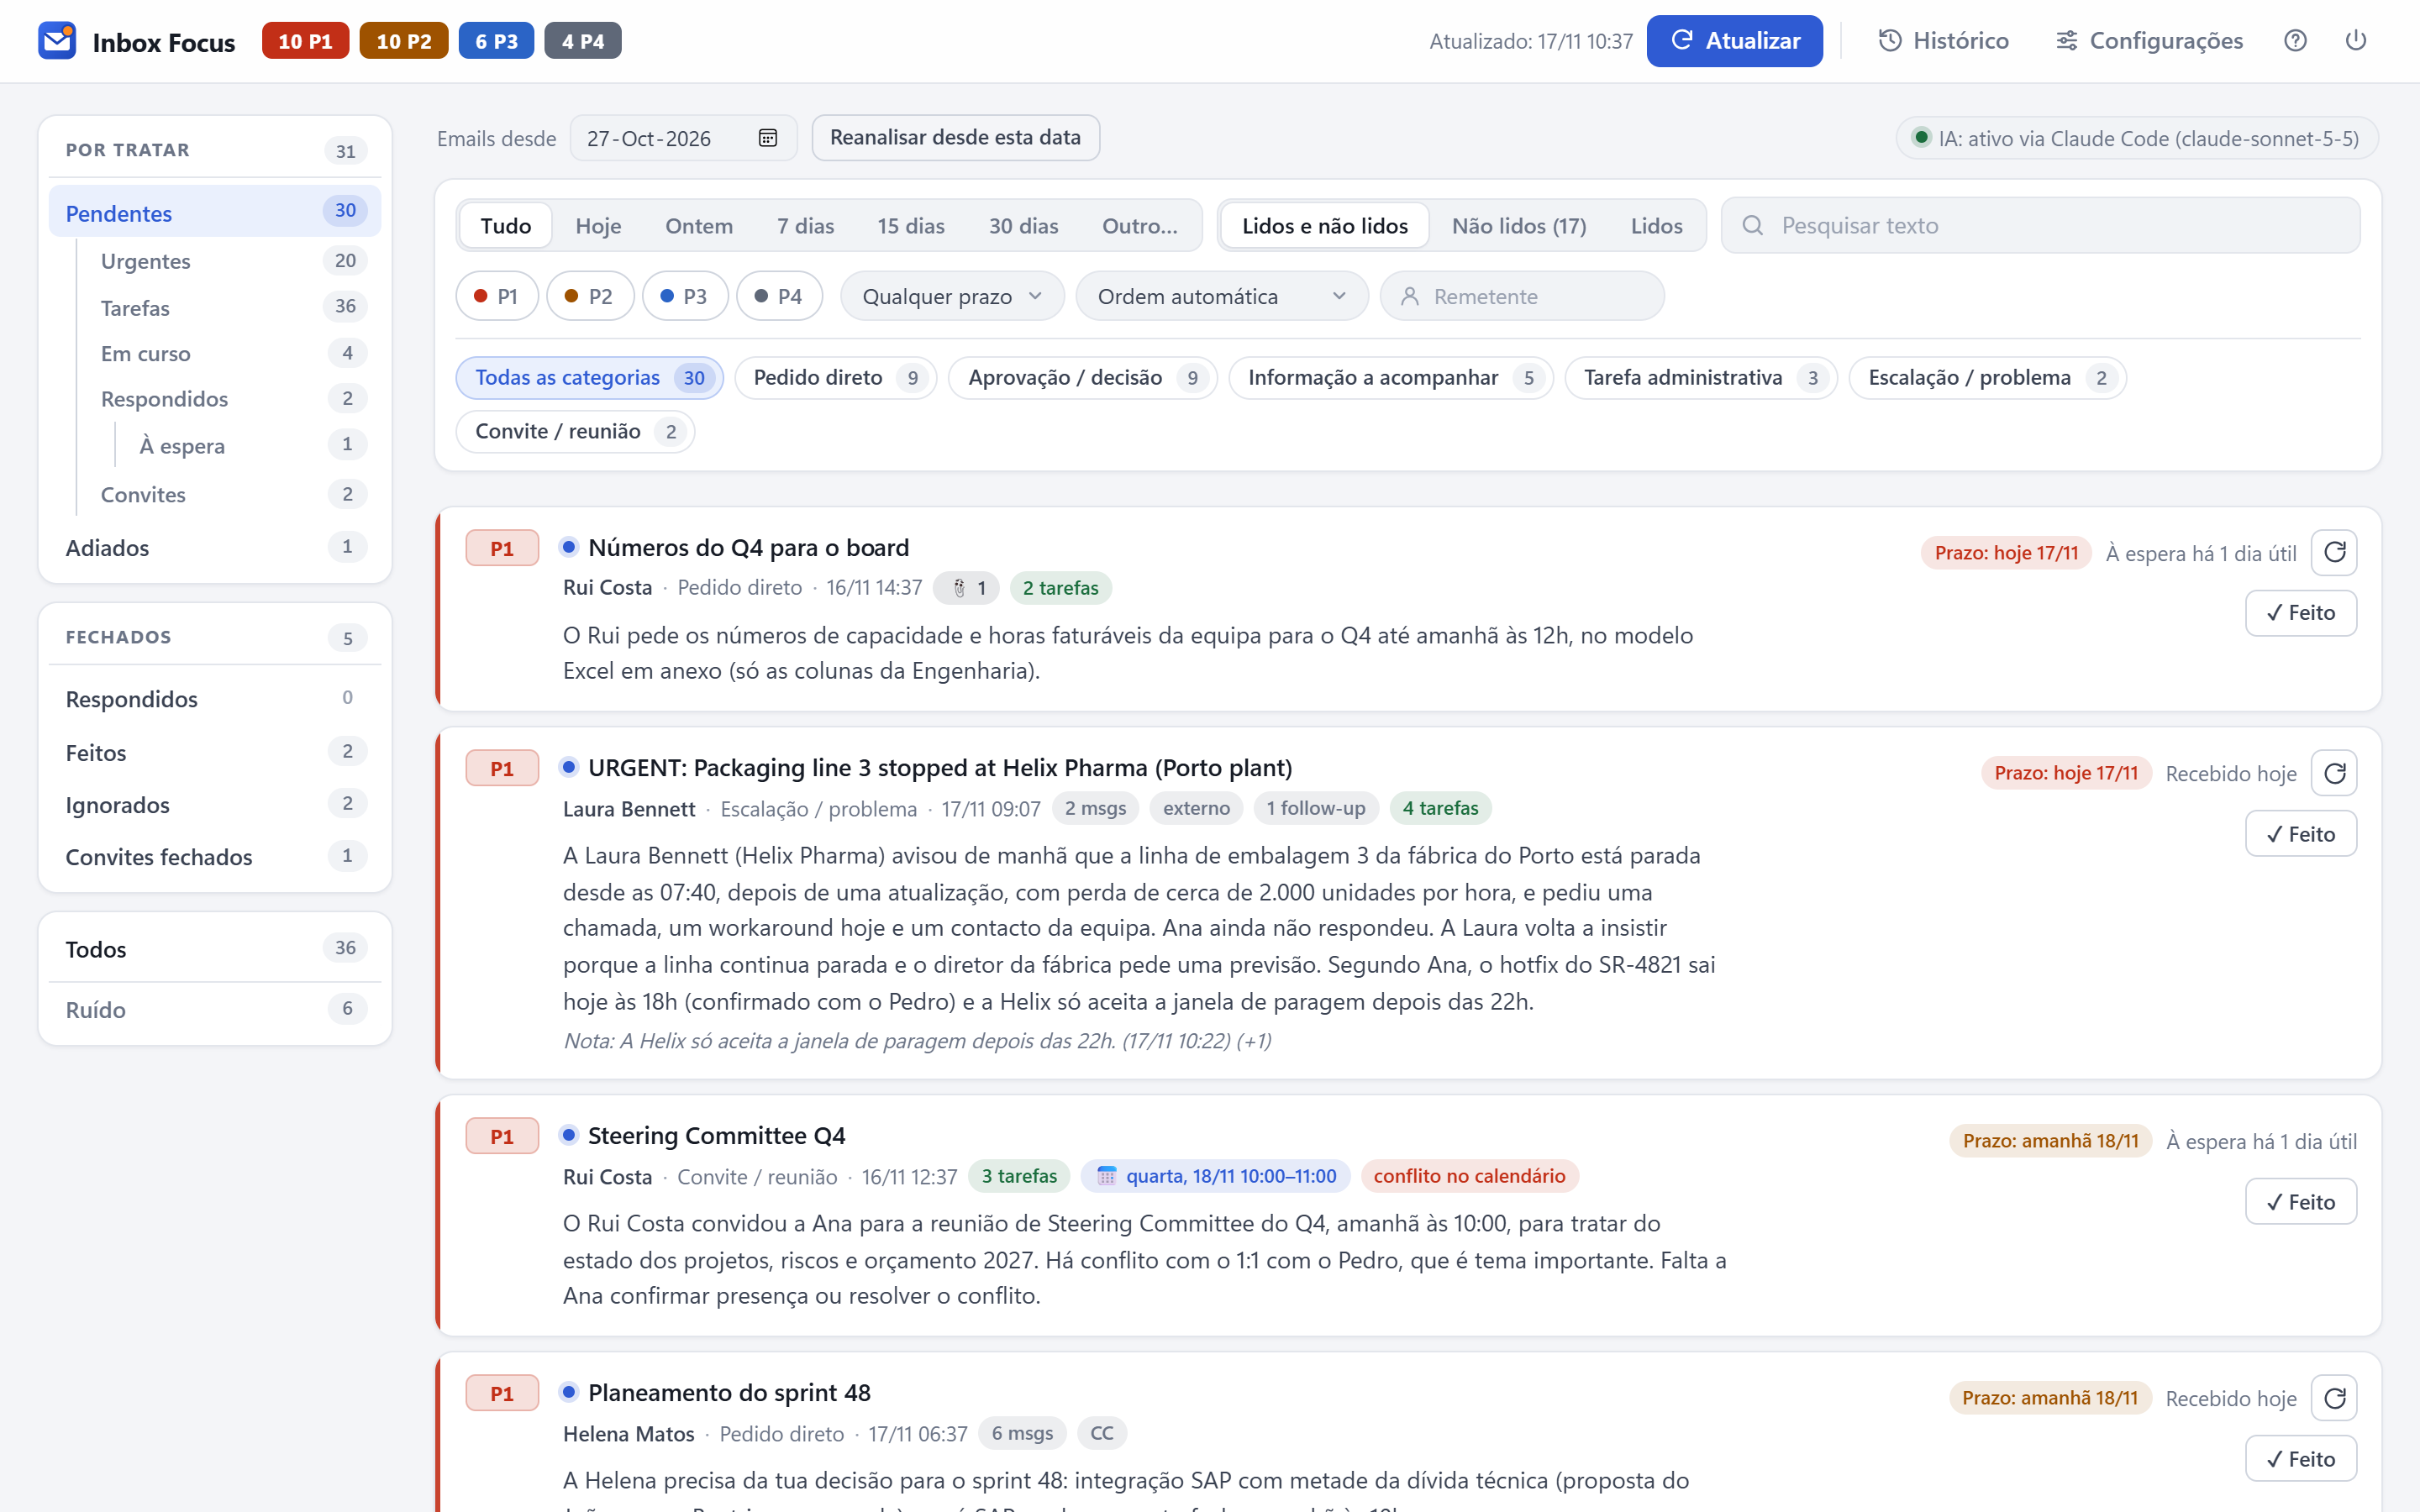 Inbox Focus
10 P1
10 P2
6 P3
4 P4
Atualizado: 17/11 10:37
Atualizar
Histórico
Configurações
POR TRATAR 31
Pendentes 30
Urgentes 20
Tarefas 36
Em curso 4
Respondidos 2
À espera 1
Convites 2
Adiados 1
FECHADOS 5
Respondidos 0
Feitos 2
Ignorados 2
Convites fechados 1
Todos 36
Ruído 6
Emails desde 27-Oct-2026 Reanalisar desde esta data
IA: ativo via Claude Code (claude-sonnet-5-5)
Tudo Hoje Ontem 7 dias 15 dias 30 dias Outro...
Lidos e não lidos Não lidos (17) Lidos
Pesquisar texto
P1 P2 P3 P4 Qualquer prazo Ordem automática Remetente
Todas as categorias 30 Pedido direto 9 Aprovação / decisão 9 Informação a acompanhar 5 Tarefa administrativa 3 Escalação / problema 2
Convite / reunião 2
P1 Números do Q4 para o board
Prazo: hoje 17/11 À espera há 1 dia útil
Rui Costa · Pedido direto · 16/11 14:37 1 2 tarefas
✓ Feito
O Rui pede os números de capacidade e horas faturáveis da equipa para o Q4 até amanhã às 12h, no modelo
Excel em anexo (só as colunas da Engenharia).
P1 URGENT: Packaging line 3 stopped at Helix Pharma (Porto plant)
Prazo: hoje 17/11 Recebido hoje
Laura Bennett · Escalação / problema · 17/11 09:07 2 msgs externo 1 follow-up 4 tarefas
✓ Feito
A Laura Bennett (Helix Pharma) avisou de manhã que a linha de embalagem 3 da fábrica do Porto está parada
desde as 07:40, depois de uma atualização, com perda de cerca de 2.000 unidades por hora, e pediu uma
chamada, um workaround hoje e um contacto da equipa. Ana ainda não respondeu. A Laura volta a insistir
porque a linha continua parada e o diretor da fábrica pede uma previsão. Segundo Ana, o hotfix do SR-4821 sai
hoje às 18h (confirmado com o Pedro) e a Helix só aceita a janela de paragem depois das 22h.
Nota: A Helix só aceita a janela de paragem depois das 22h. (17/11 10:22) (+1)
P1 Steering Committee Q4
Prazo: amanhã 18/11 À espera há 1 dia útil
Rui Costa · Convite / reunião · 16/11 12:37 3 tarefas quarta, 18/11 10:00–11:00 conflito no calendário
✓ Feito
O Rui Costa convidou a Ana para a reunião de Steering Committee do Q4, amanhã às 10:00, para tratar do
estado dos projetos, riscos e orçamento 2027. Há conflito com o 1:1 com o Pedro, que é tema importante. Falta a
Ana confirmar presença ou resolver o conflito.
P1 Planeamento do sprint 48
Prazo: amanhã 18/11 Recebido hoje
Helena Matos · Pedido direto · 17/11 06:37 6 msgs CC
✓ Feito
A Helena precisa da tua decisão para o sprint 48: integração SAP com metade da dívida técnica (proposta do